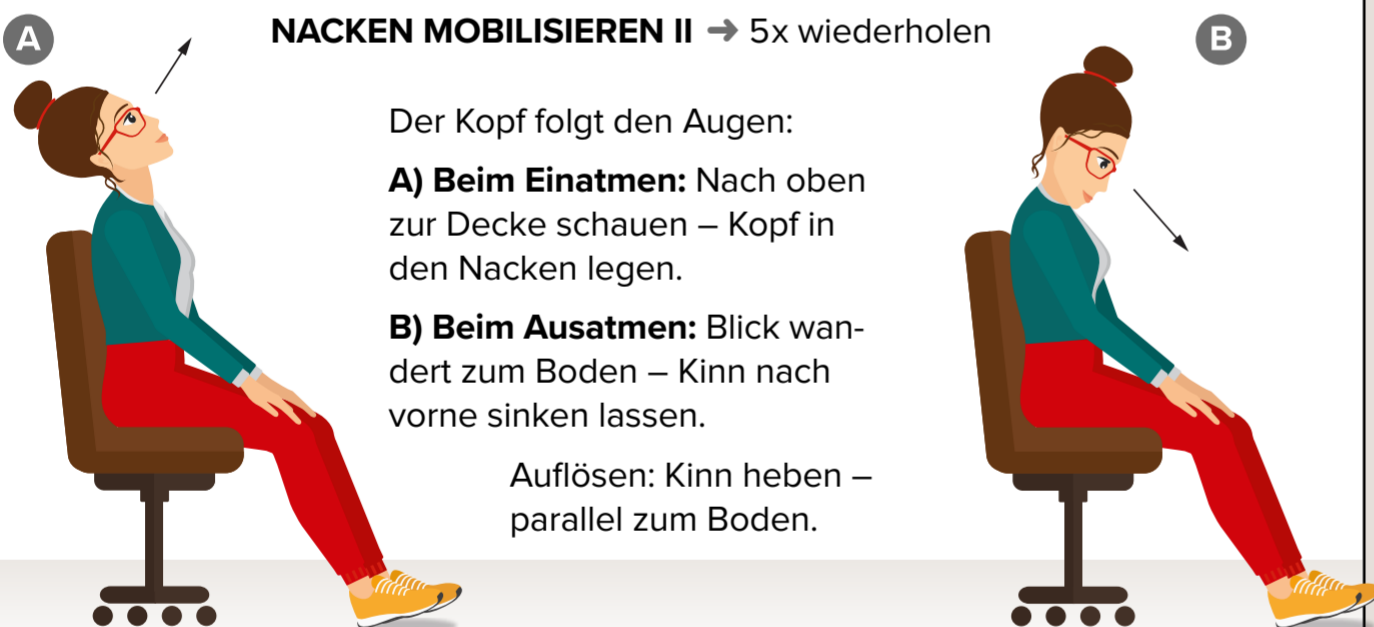 A
NACKEN MOBILISIEREN II ➔ 5x wiederholen
B
Der Kopf folgt den Augen:
A) Beim Einatmen: Nach oben
zur Decke schauen – Kopf in
den Nacken legen.
B) Beim Ausatmen: Blick wan-
dert zum Boden – Kinn nach
vorne sinken lassen.
Auflösen: Kinn heben –
parallel zum Boden.